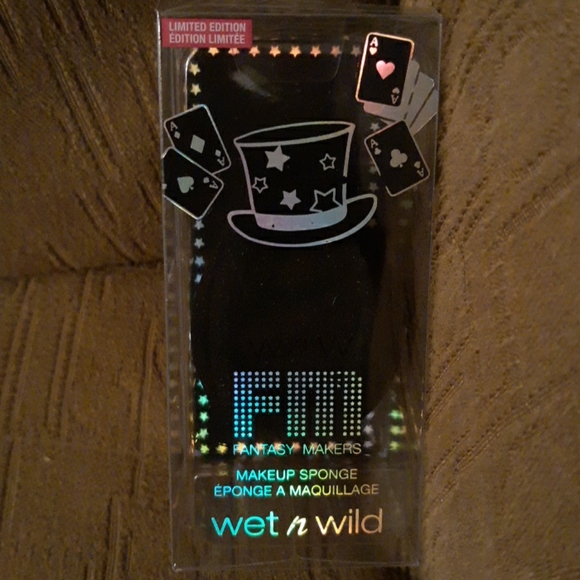 LIMITED EDITION
ÉDITION LIMITÉE
A
A
A
A
A
A
A
A
FM
FANTASY MAKERS
MAKEUP SPONGE
ÉPONGE A MAQUILLAGE
wet n wild